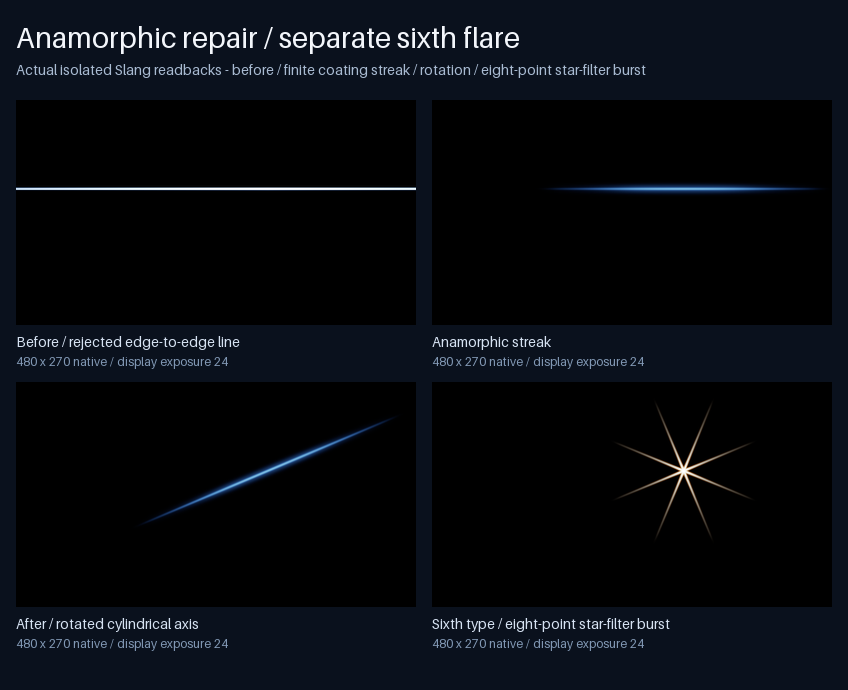 Anamorphic repair / separate sixth flare
Actual isolated Slang readbacks - before / finite coating streak / rotation / eight-point star-filter burst
Before / rejected edge-to-edge line
480 x 270 native / display exposure 24
Anamorphic streak
480 x 270 native / display exposure 24
After / rotated cylindrical axis
480 x 270 native / display exposure 24
Sixth type / eight-point star-filter burst
480 x 270 native / display exposure 24